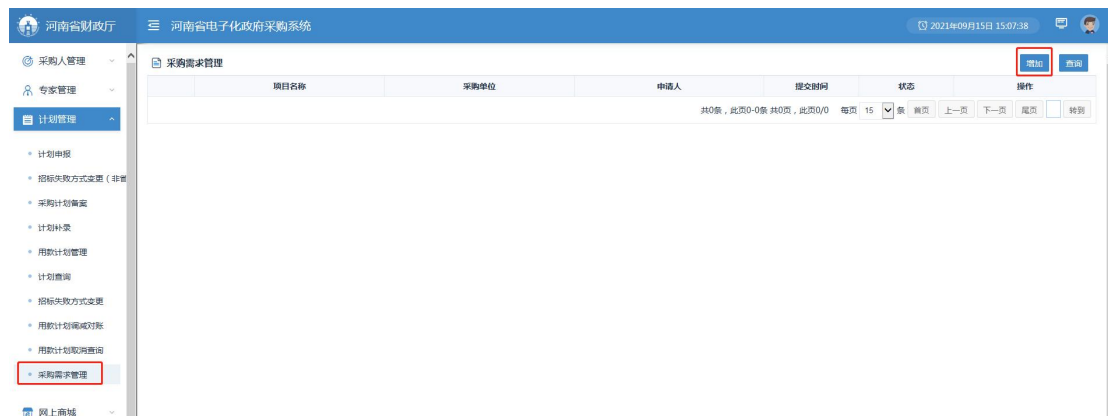 河南省财政厅
河南省电子化政府采购系统
2021年09月15日 15:07:38
采购人管理
专家管理
计划管理
计划申报
招标失败方式变更（非省
采购计划备案
计划补录
用款计划管理
计划查询
招标失败方式变更
用款计划调减对账
用款计划取消查询
采购需求管理
网上商城
采购需求管理
增加 查询
项目名称 采购单位 申请人 提交时间 状态 操作
共0条，此页0-0条 共0页，此页0/0 每页 15 条 首页 上一页 下一页 尾页 转到